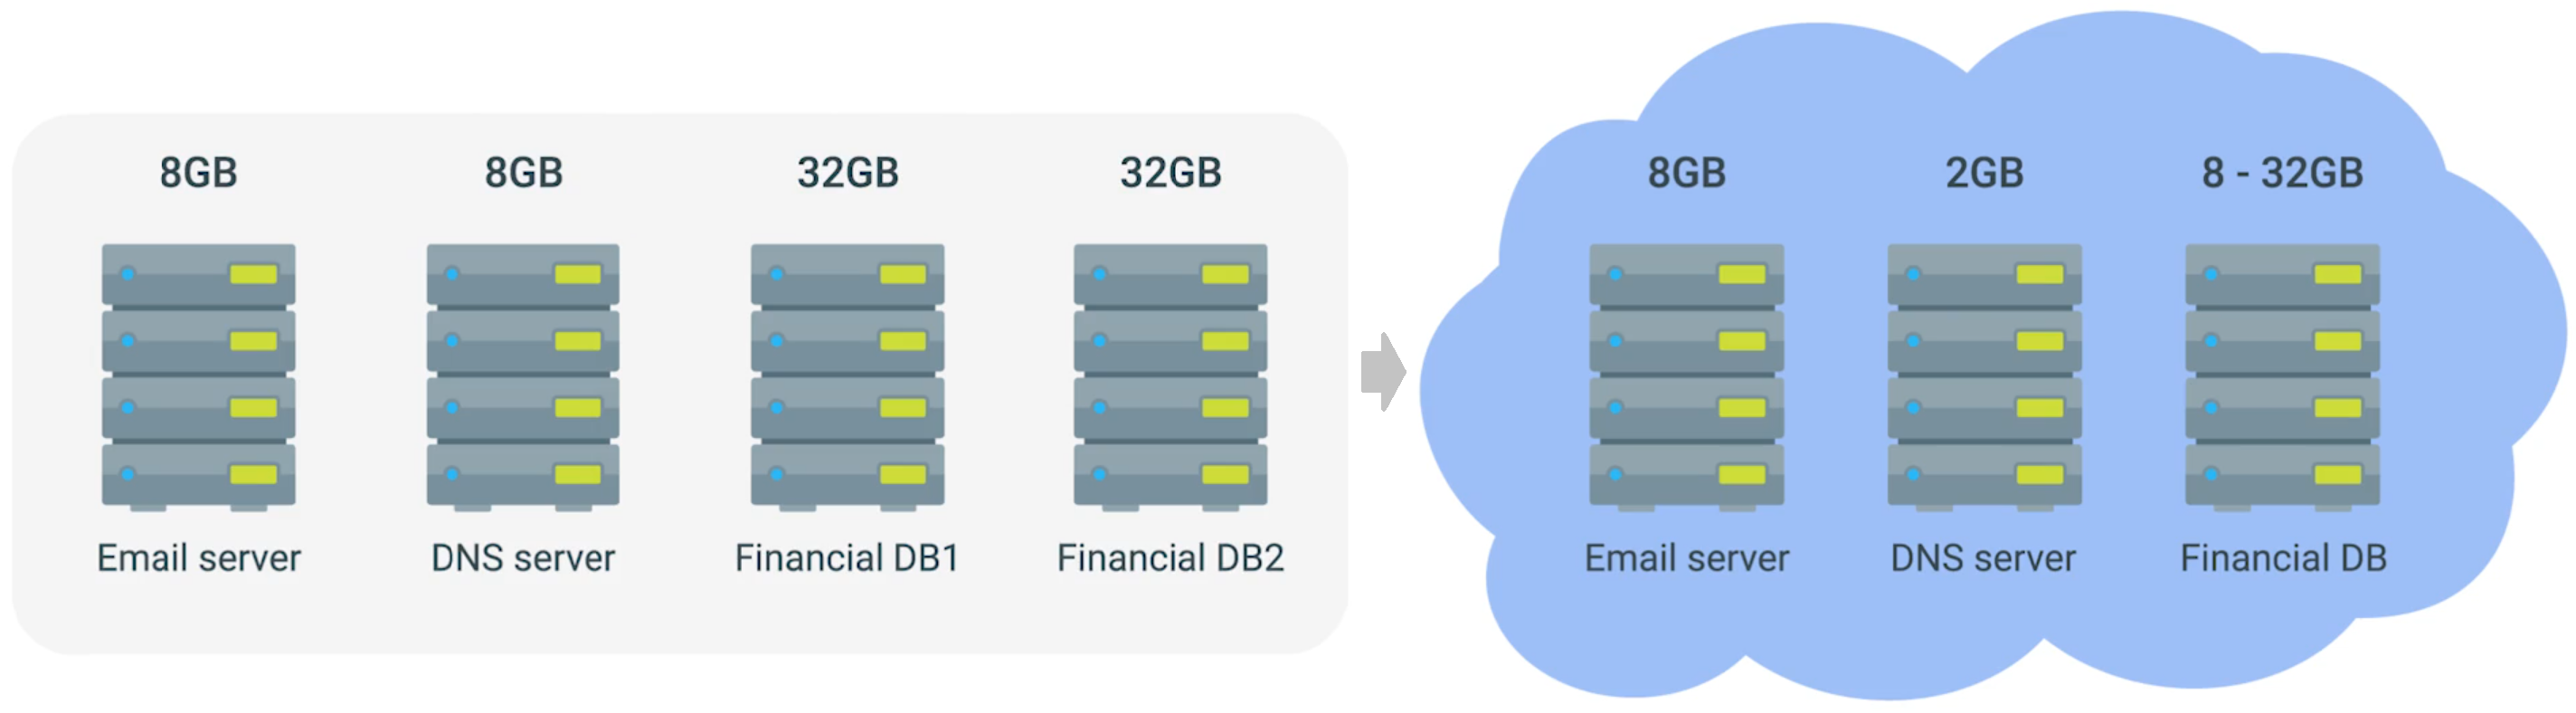 8GB
8GB
32GB
32GB
Email server
DNS server
Financial DB1
Financial DB2
8GB
2GB
8 - 32GB
Email server
DNS server
Financial DB